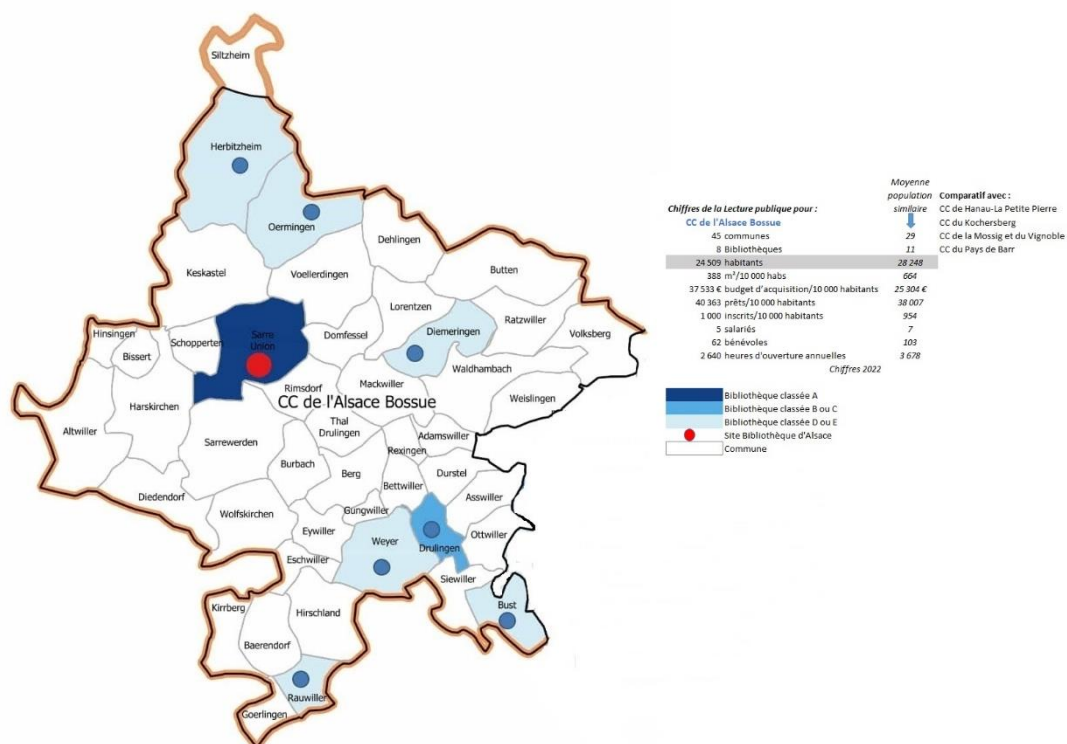 Siltzheim
Herbitzheim
Oermingen
Dehlingen
Keskastel
Voellerdingen
Butten
Lorentzen
Ratzwiller
Diemeringen
Volksberg
Hinsingen
Schopperten
Sarre
Union
Domfessel
Bissert
Waldhambach
Rimsdorf
Mackwiller
Weislingen
CC de l'Alsace Bossue
Harskirchen
Altwiller
Thal
Drulingen
Adamswiller
Sarrewerden
Rexingen
Burbach
Berg
Durstel
Bettwiller
Asswiller
Diedendorf
Gungwiller
Wolfskirchen
Eywiller
Weyer
Ottwiller
Drulingen
Eschwiller
Siewiller
Kirrberg
Hirschland
Bust
Baerendorf
Rauwiller
Goerlingen
Moyenne
population
similaire
Comparatif avec :
Chiffres de la Lecture publique pour :
CC de Hanau-La Petite Pierre
CC de l'Alsace Bossue
CC du Kochersberg
45 communes 29 CC de la Mossig et du Vignoble
8 Bibliothèques 11 CC du Pays de Barr
24 509 habitants 28 248
388 m²/10 000 habs 664
37 533 € budget d'acquisition/10 000 habitants 25 304 €
40 363 prêts/10 000 habitants 38 007
1 000 inscrits/10 000 habitants 954
5 salariés 7
62 bénévoles 103
2 640 heures d'ouverture annuelles 3 678
Chiffres 2022
Bibliothèque classée A
Bibliothèque classée B ou C
Bibliothèque classée D ou E
Site Bibliothèque d'Alsace
Commune